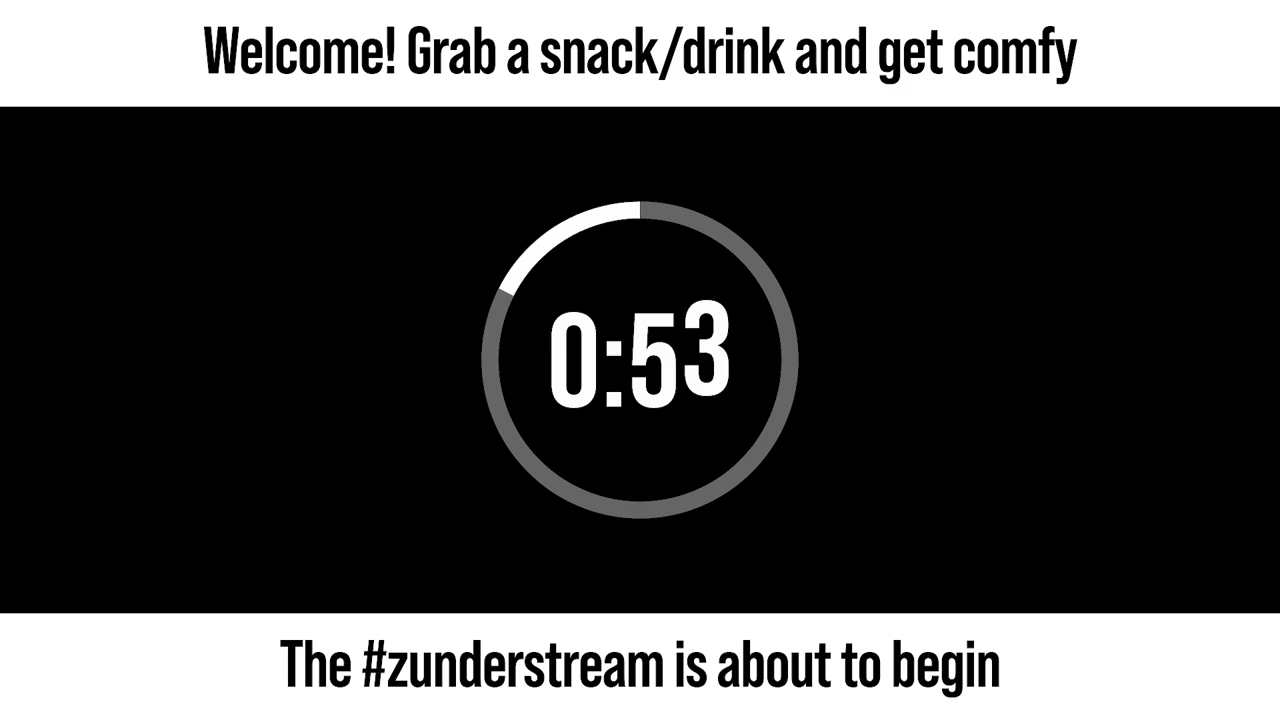 Welcome! Grab a snack/drink and get comfy
0:53
The #zunderstream is about to begin